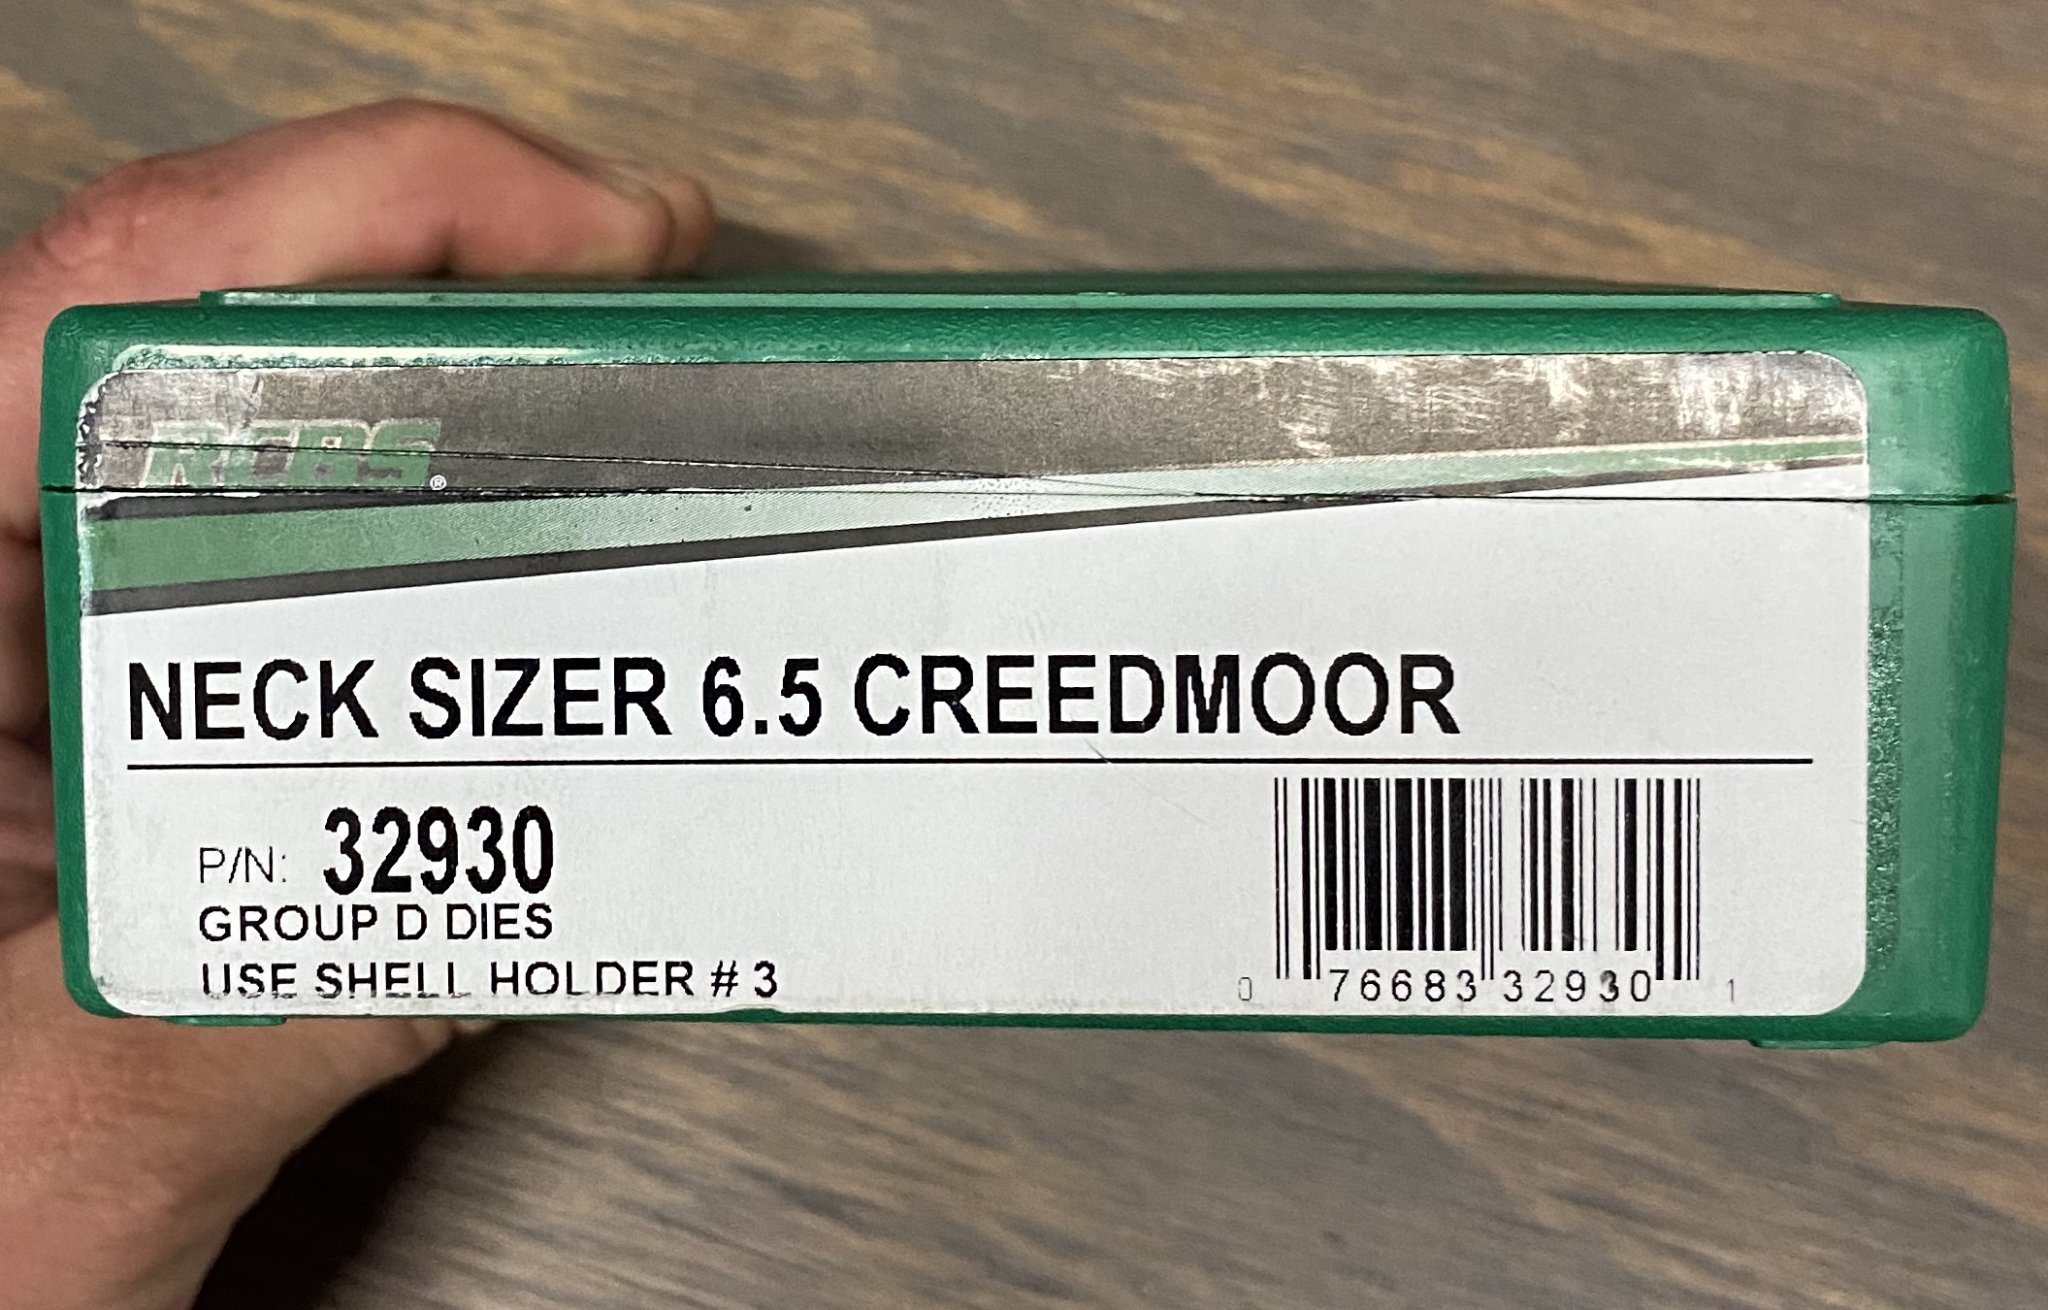 RCBS®
NECK SIZER 6.5 CREEDMOOR
P/N: 32930
GROUP D DIES
USE SHELL HOLDER # 3
0 76683 32930 1